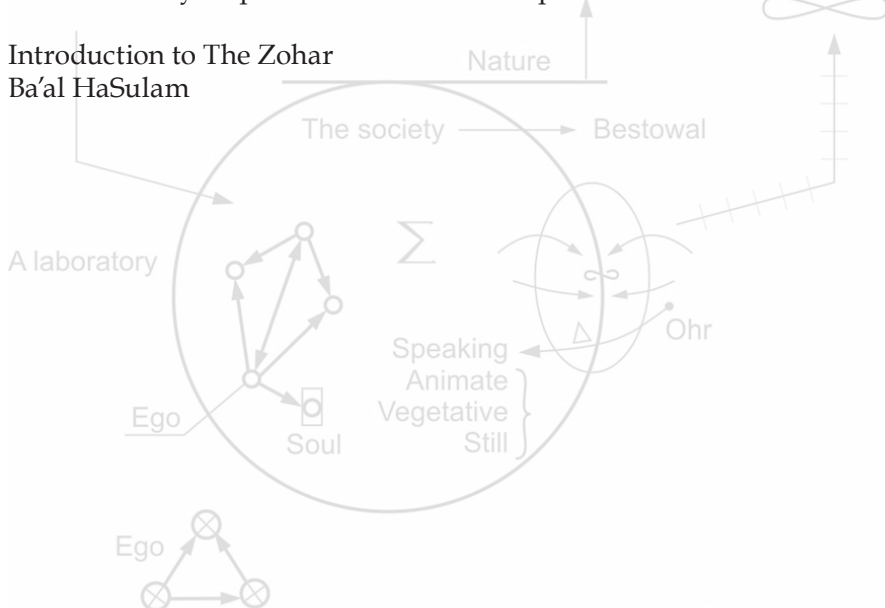 Introduction to The Zohar
Ba'al HaSulam
Nature
The society
Bestowal
A laboratory
Σ
Ohr
Speaking
Animate
Vegetative
Still
Ego
Soul
Ego